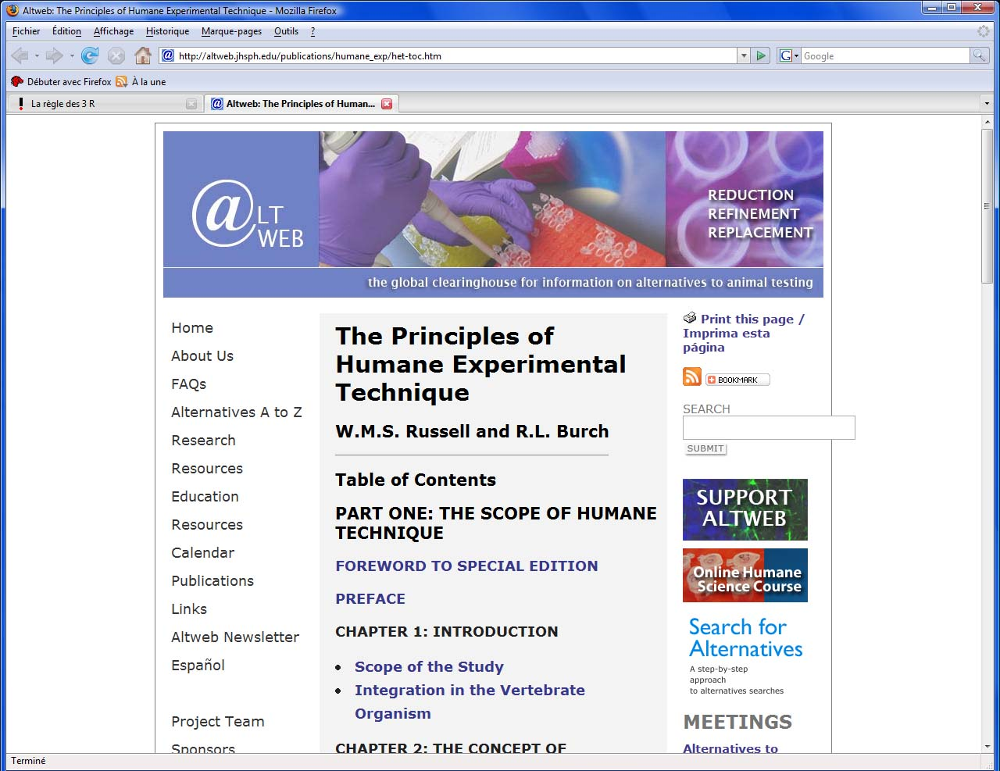 Altweb: The Principles of Humane Experimental Technique - Mozilla Firefox
Fichier Édition Affichage Historique Marque-pages Outils ?
http://altweb.jhsph.edu/publications/humane_exp/het-toc.htm
Google
Débuter avec Firefox À la une
La règle des 3 R
Altweb: The Principles of Human...
@LT
WEB
REDUCTION
REFINEMENT
REPLACEMENT
the global clearinghouse for information on alternatives to animal testing
Home
About Us
FAQs
Alternatives A to Z
Research
Resources
Education
Resources
Calendar
Publications
Links
Altweb Newsletter
Español
Project Team
Sponsors
The Principles of
Humane Experimental
Technique
W.M.S. Russell and R.L. Burch
Table of Contents
PART ONE: THE SCOPE OF HUMANE
TECHNIQUE
FOREWORD TO SPECIAL EDITION
PREFACE
CHAPTER 1: INTRODUCTION
• Scope of the Study
• Integration in the Vertebrate
Organism
CHAPTER 2: THE CONCEPT OF
Print this page /
Imprima esta
página
BOOKMARK
SEARCH
SUBMIT
SUPPORT
ALTWEB
Online Humane
Science Course
Search for
Alternatives
A step-by-step
approach
to alternatives searches
MEETINGS
Alternatives to
Terminé